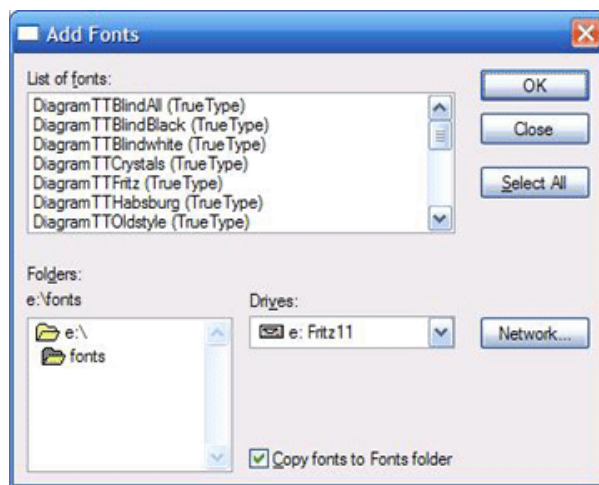 Add Fonts
List of fonts:
DiagramTTBlindAll (TrueType)
DiagramTTBlindBlack (TrueType)
DiagramTTBlindwhite (TrueType)
DiagramTTCrystals (TrueType)
DiagramTTFritz (TrueType)
DiagramTTHabsburg (TrueType)
DiagramTTOldstyle (TrueType)
OK
Close
Select All
Folders:
e:\fonts
e:\
fonts
Drives:
e: Fritz11
Network...
Copy fonts to Fonts folder